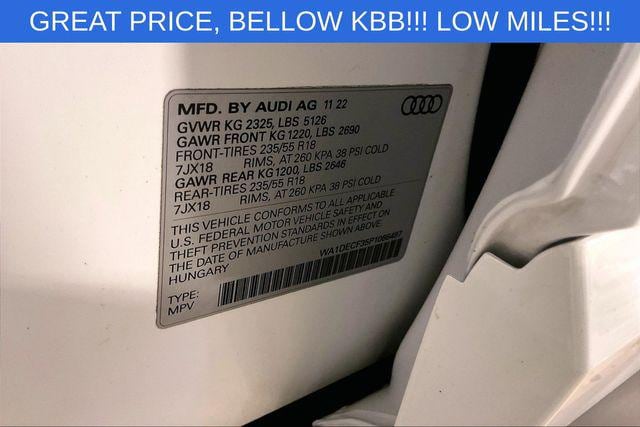 GREAT PRICE, BELLOW KBB!!! LOW MILES!!!
MFD. BY AUDI AG 11 22
GVWR KG 2325, LBS 5126
GAWR FRONT KG 1220, LBS 2690
FRONT-TIRES 235/55 R18
7JX18 RIMS, AT 260 KPA 38 PSI COLD
GAWR REAR KG 1200, LBS 2646
REAR-TIRES 235/55 R18
7JX18 RIMS, AT 260 KPA 38 PSI COLD
THIS VEHICLE CONFORMS TO ALL APPLICABLE
U.S. FEDERAL MOTOR VEHICLE SAFETY AND
THEFT PREVENTION STANDARDS IN EFFECT ON
THE DATE OF MANUFACTURE SHOWN ABOVE
HUNGARY
TYPE:
MPV